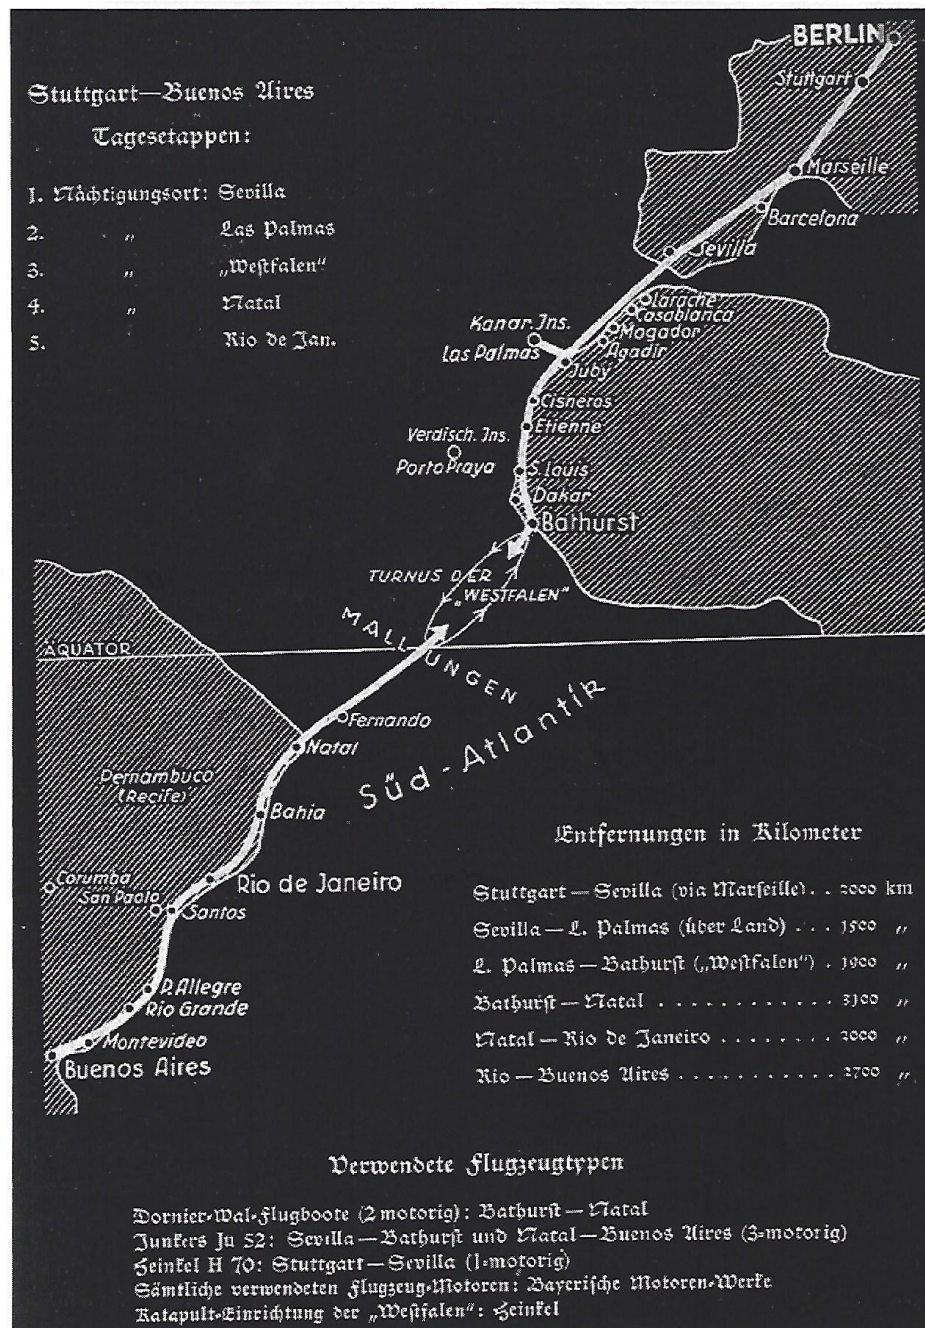 Stuttgart—Buenos Aires
Tagesetappen:
1. Nächtigungsort: Sevilla
2. „ Las Palmas
3. „ „Westfalen“
4. „ Natal
5. Rio de Jan.
BERLIN
Stuttgart
Marseille
Barcelona
Sevilla
Larache
Casablanca
Mogador
Agadir
Kanar. Ins.
Las Palmas
Juby
Cisneros
Etienne
Verdisch. Ins.
Porto Praya
S. Louis
Dakar
Bathurst
TURNUS DER
„WESTFALEN“
MALLUNGEN
ÄQUATOR
Süd-Atlantik
Fernando
Natal
Pernambuco
(Recife)
Bahia
Corumba
Rio de Janeiro
San Paolo
Santos
P. Allegre
Rio Grande
Montevideo
Buenos Aires
Entfernungen in Kilometer
Stuttgart—Sevilla (via Marseille) . . 2000 km
Sevilla—L. Palmas (über Land) . . . 1500 „
L. Palmas—Bathurst („Westfalen“) . 1900 „
Bathurst—Natal . . . . . . . . . . . . 3100 „
Natal—Rio de Janeiro . . . . . . . . 2000 „
Rio—Buenos Aires . . . . . . . . . . . 2700 „
Verwendete Flugzeugtypen
Dornier-Wal-Flugboote (2 motorig): Bathurst—Natal
Junkers Ju 52: Sevilla—Bathurst und Natal—Buenos Aires (3-motorig)
Heinkel H 70: Stuttgart—Sevilla (1-motorig)
Sämtliche verwendeten Flugzeug-Motoren: Bayerische Motoren-Werke
Katapult-Einrichtung der „Westfalen“: Heinkel